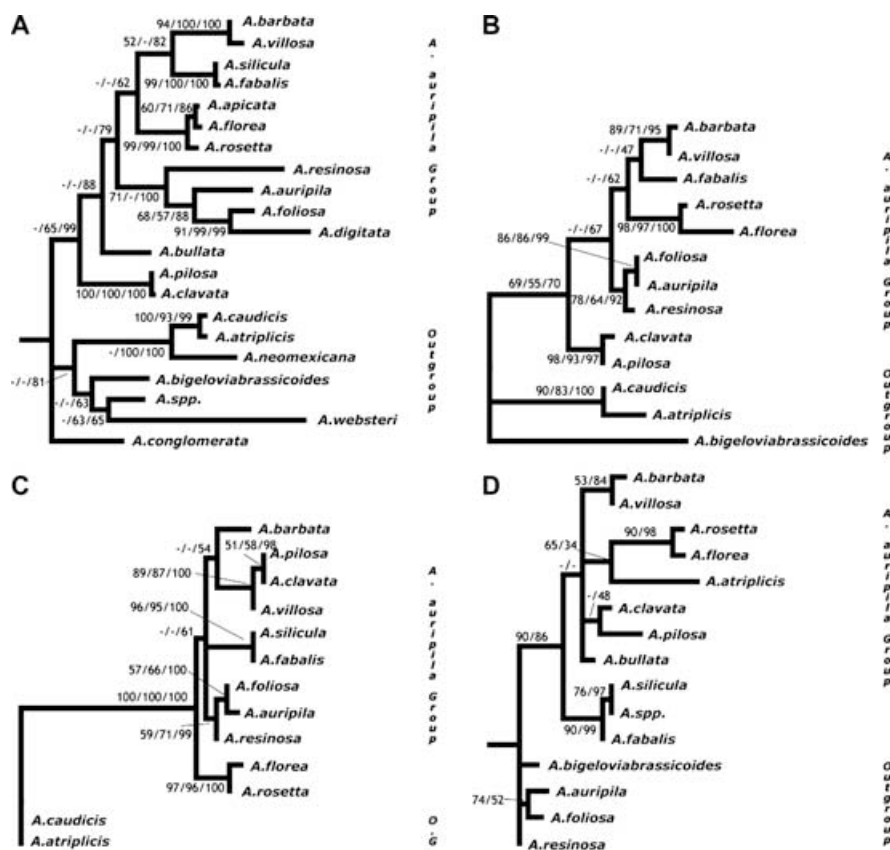 A
94/100/100
A.barbata
52/-/82
A.villosa
A.silicula
-/-/62
99/100/100
A.fabalis
60/71/86
A.apicata
A.florea
-/-/79
99/99/100
A.rosetta
A.resinosa
-/-/88
71/-/100
A.auripila
68/57/88
A.foliosa
91/99/99
A.digitata
-/65/99
A.bullata
A.pilosa
100/100/100
A.clavata
100/93/99
A.caudicis
A.atriplicis
-/100/100
A.neomexicana
-/-/81
A.bigeloviabrassicoides
-/-/63
A.spp.
-/63/65
A.websteri
A.conglomerata
A. auripila Group
Outgroup
B
89/71/95
A.barbata
-/-/47
A.villosa
-/-/62
A.fabalis
A.rosetta
-/-/67
98/97/100
A.florea
86/86/99
A.foliosa
A.auripila
69/55/70
78/64/92
A.resinosa
A.clavata
98/93/97
A.pilosa
90/83/100
A.caudicis
A.atriplicis
A.bigeloviabrassicoides
A. auripila Group
Outgroup
C
A.barbata
-/-/54
51/58/98
A.pilosa
89/87/100
A.clavata
A.villosa
96/95/100
A.silicula
-/-/61
A.fabalis
57/66/100
A.foliosa
100/100/100
A.auripila
59/71/99
A.resinosa
A.florea
97/96/100
A.rosetta
A.caudicis
A.atriplicis
A. auripila Group
O.G
D
53/84
A.barbata
A.villosa
90/98
A.rosetta
65/34
A.florea
-/-
A.atriplicis
-/48
A.clavata
90/86
A.pilosa
A.bullata
76/97
A.silicula
A.spp.
90/99
A.fabalis
A.bigeloviabrassicoides
74/52
A.auripila
A.foliosa
A.resinosa
A. auripila Group
Outgroup